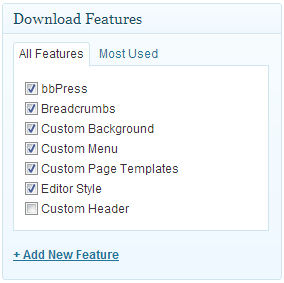 Download Features
All Features Most Used
bbPress
Breadcrumbs
Custom Background
Custom Menu
Custom Page Templates
Editor Style
Custom Header
+ Add New Feature